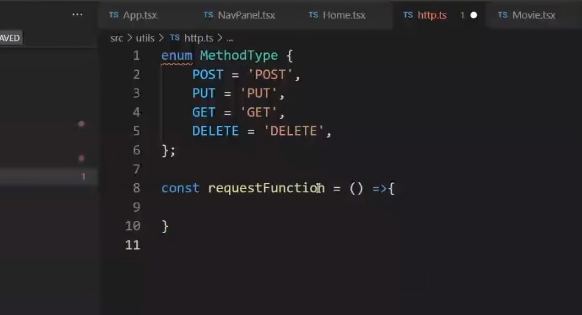 AVED
···
TS App.tsx
TS NavPanel.tsx
TS Home.tsx
TS http.ts 1
TS Movie.tsx
src > utils > TS http.ts > ...
1 enum MethodType {
2 POST = 'POST',
3 PUT = 'PUT',
4 GET = 'GET',
5 DELETE = 'DELETE',
6 };
7
8 const requestFunction = () =>{
9
10 }
11
1